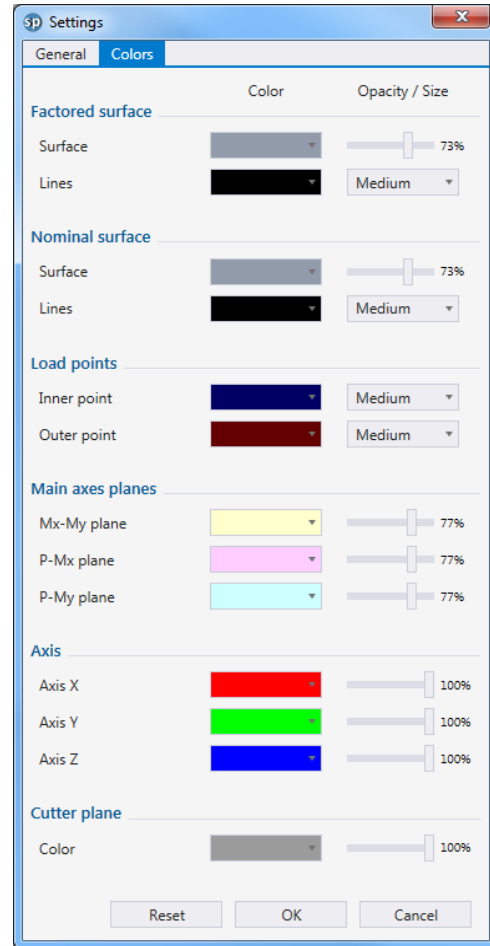 sp Settings x
General Colors
Color Opacity / Size
Factored surface
Surface 73%
Lines Medium
Nominal surface
Surface 73%
Lines Medium
Load points
Inner point Medium
Outer point Medium
Main axes planes
Mx-My plane 77%
P-Mx plane 77%
P-My plane 77%
Axis
Axis X 100%
Axis Y 100%
Axis Z 100%
Cutter plane
Color 100%
Reset OK Cancel